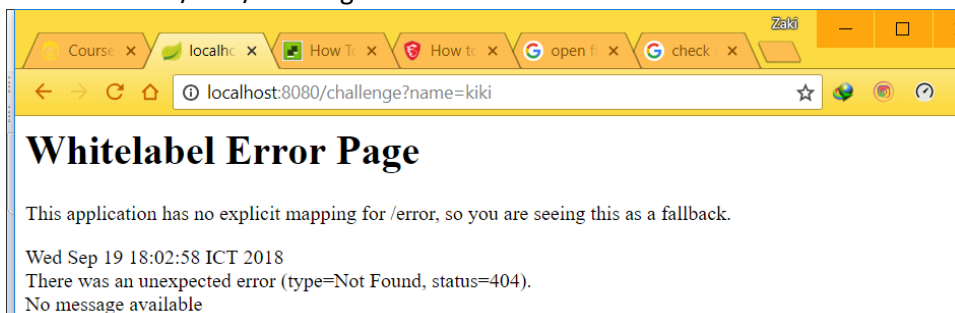 Zaki
Course
localhc
How To
How to
open fi
check
localhost:8080/challenge?name=kiki
Whitelabel Error Page
This application has no explicit mapping for /error, so you are seeing this as a fallback.
Wed Sep 19 18:02:58 ICT 2018
There was an unexpected error (type=Not Found, status=404).
No message available